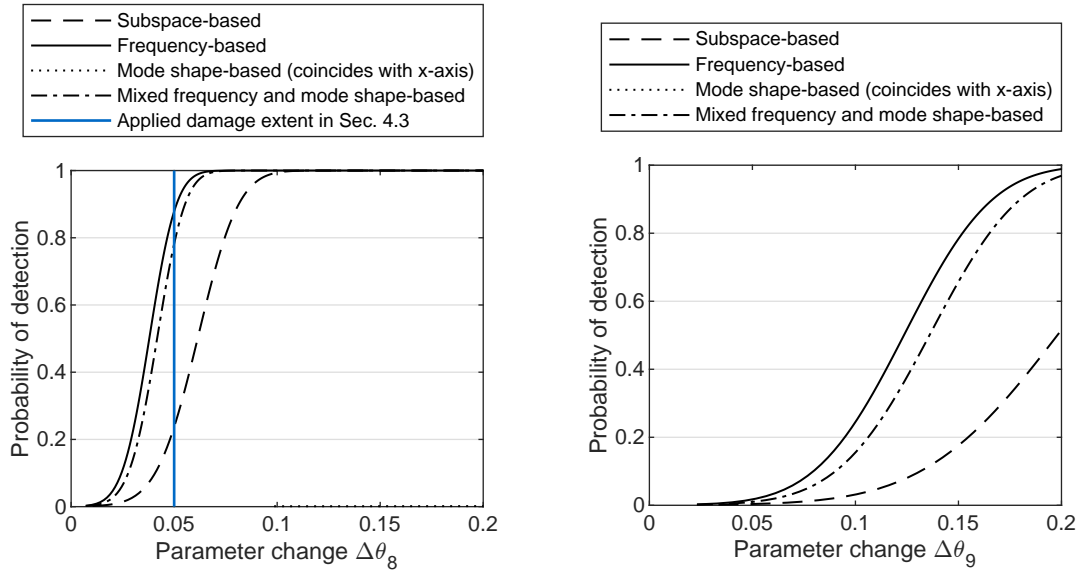 Subspace-based
Frequency-based
Mode shape-based (coincides with x-axis)
Mixed frequency and mode shape-based
Applied damage extent in Sec. 4.3
1
0.8
0.6
0.4
0.2
0
Probability of detection
0
0.05
0.1
0.15
0.2
Parameter change Δθ8
Subspace-based
Frequency-based
Mode shape-based (coincides with x-axis)
Mixed frequency and mode shape-based
1
0.8
0.6
0.4
0.2
0
Probability of detection
0
0.05
0.1
0.15
0.2
Parameter change Δθ9